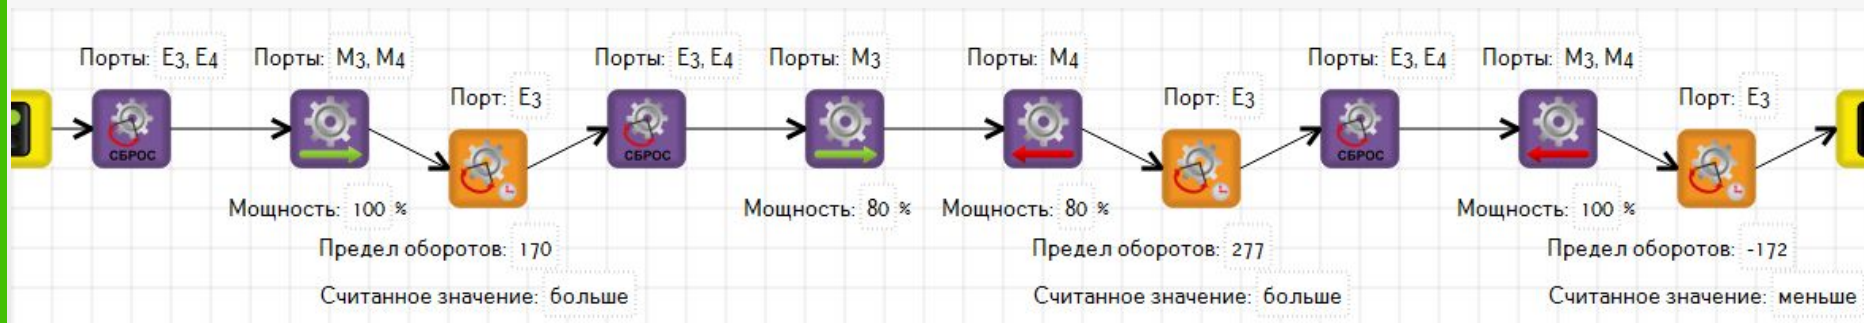 Порты: E3, E4
Порты: M3, M4
Порт: E3
Порты: E3, E4
Порты: M3
Порты: M4
Порт: E3
Порты: E3, E4
Порты: M3, M4
Порт: E3
СБРОС
СБРОС
СБРОС
Мощность: 100 %
Мощность: 80 %
Мощность: 80 %
Мощность: 100 %
Предел оборотов: 170
Предел оборотов: 277
Предел оборотов: -172
Считанное значение: больше
Считанное значение: больше
Считанное значение: меньше